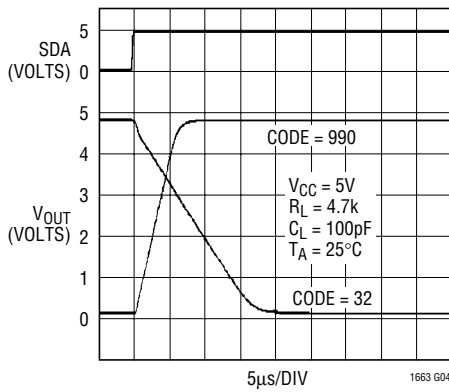 5
SDA
(VOLTS)
0
5
4
3
2
1
0
VOUT
(VOLTS)
CODE = 990
VCC = 5V
RL = 4.7k
CL = 100pF
TA = 25°C
CODE = 32
5µs/DIV
1663 G04